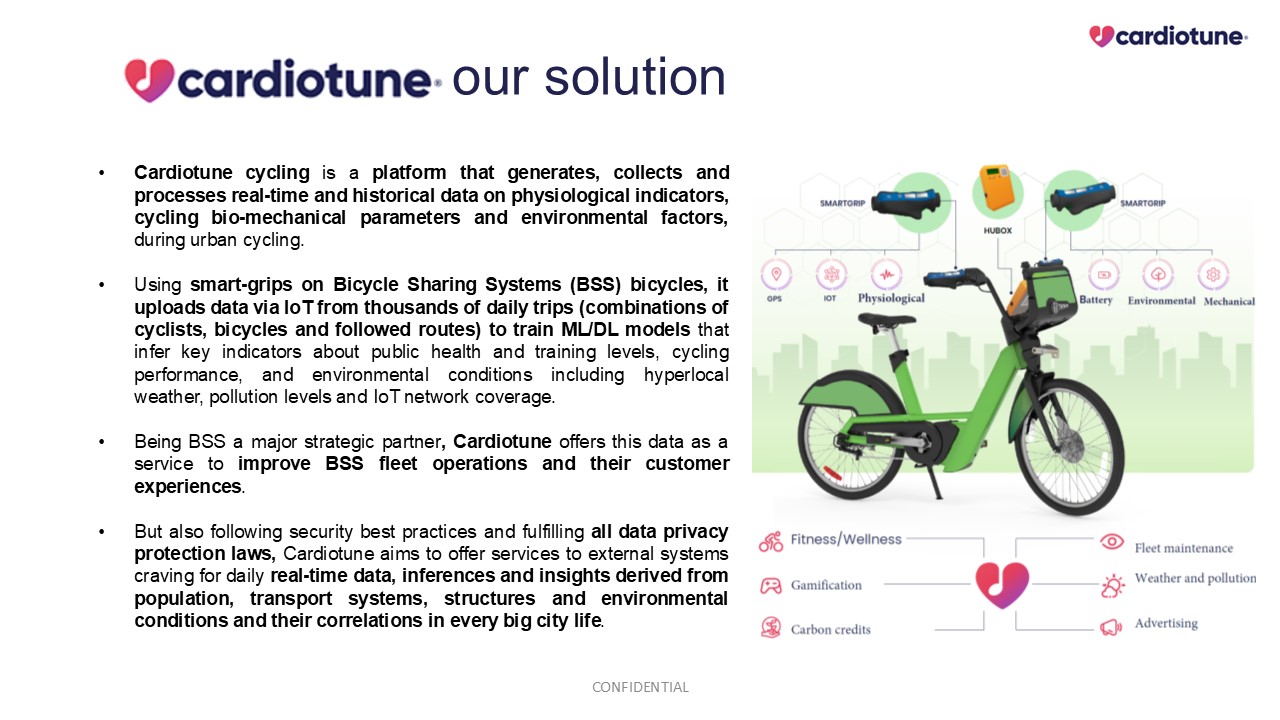 cardiotune®
cardiotune® our solution
• Cardiotune cycling is a platform that generates, collects and
processes real-time and historical data on physiological indicators,
cycling bio-mechanical parameters and environmental factors,
during urban cycling.
• Using smart-grips on Bicycle Sharing Systems (BSS) bicycles, it
uploads data via IoT from thousands of daily trips (combinations of
cyclists, bicycles and followed routes) to train ML/DL models that
infer key indicators about public health and training levels, cycling
performance, and environmental conditions including hyperlocal
weather, pollution levels and IoT network coverage.
• Being BSS a major strategic partner, Cardiotune offers this data as a
service to improve BSS fleet operations and their customer
experiences.
• But also following security best practices and fulfilling all data privacy
protection laws, Cardiotune aims to offer services to external systems
craving for daily real-time data, inferences and insights derived from
population, transport systems, structures and environmental
conditions and their correlations in every big city life.
SMARTGRIP
HUBOX
SMARTGRIP
GPS
IOT
Physiological
Battery
Environmental
Mechanical
Fitness/Wellness
Gamification
Carbon credits
Fleet maintenance
Weather and pollution
Advertising
CONFIDENTIAL